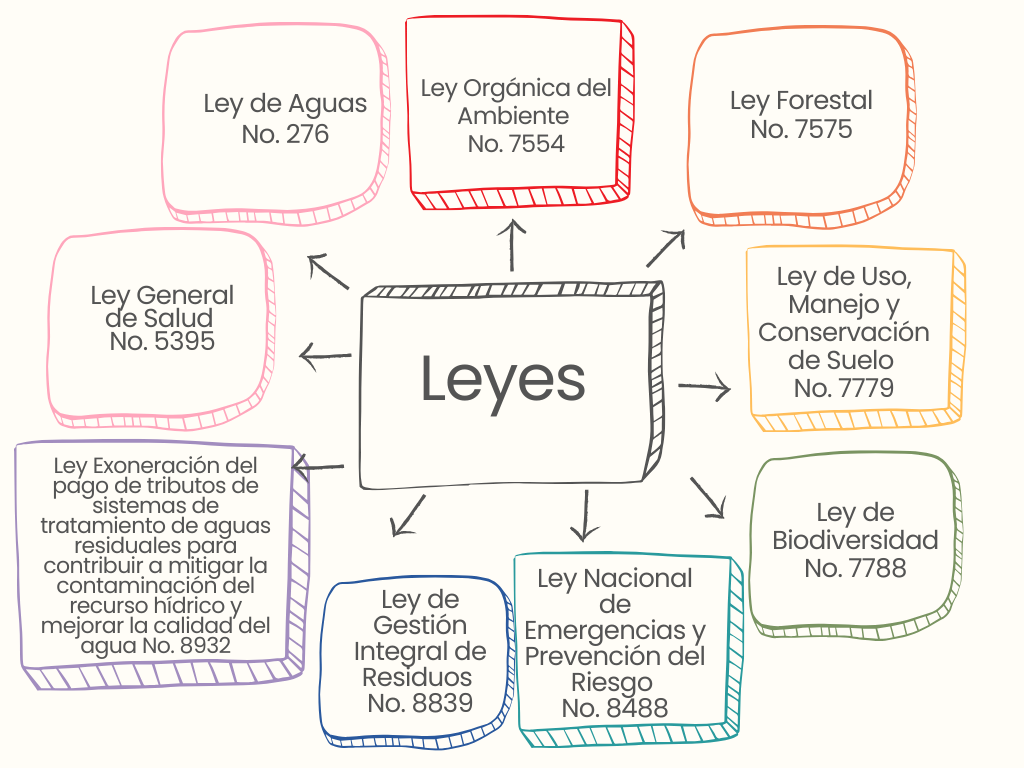 Ley de Aguas
No. 276
Ley Orgánica del
Ambiente
No. 7554
Ley Forestal
No. 7575
Ley General
de Salud
No. 5395
Leyes
Ley de Uso,
Manejo y
Conservación
de Suelo
No. 7779
Ley Exoneración del
pago de tributos de
sistemas de
tratamiento de aguas
residuales para
contribuir a mitigar la
contaminación del
recurso hídrico y
mejorar la calidad del
agua No. 8932
Ley de
Gestión
Integral de
Residuos
No. 8839
Ley Nacional
de
Emergencias y
Prevención del
Riesgo
No. 8488
Ley de
Biodiversidad
No. 7788